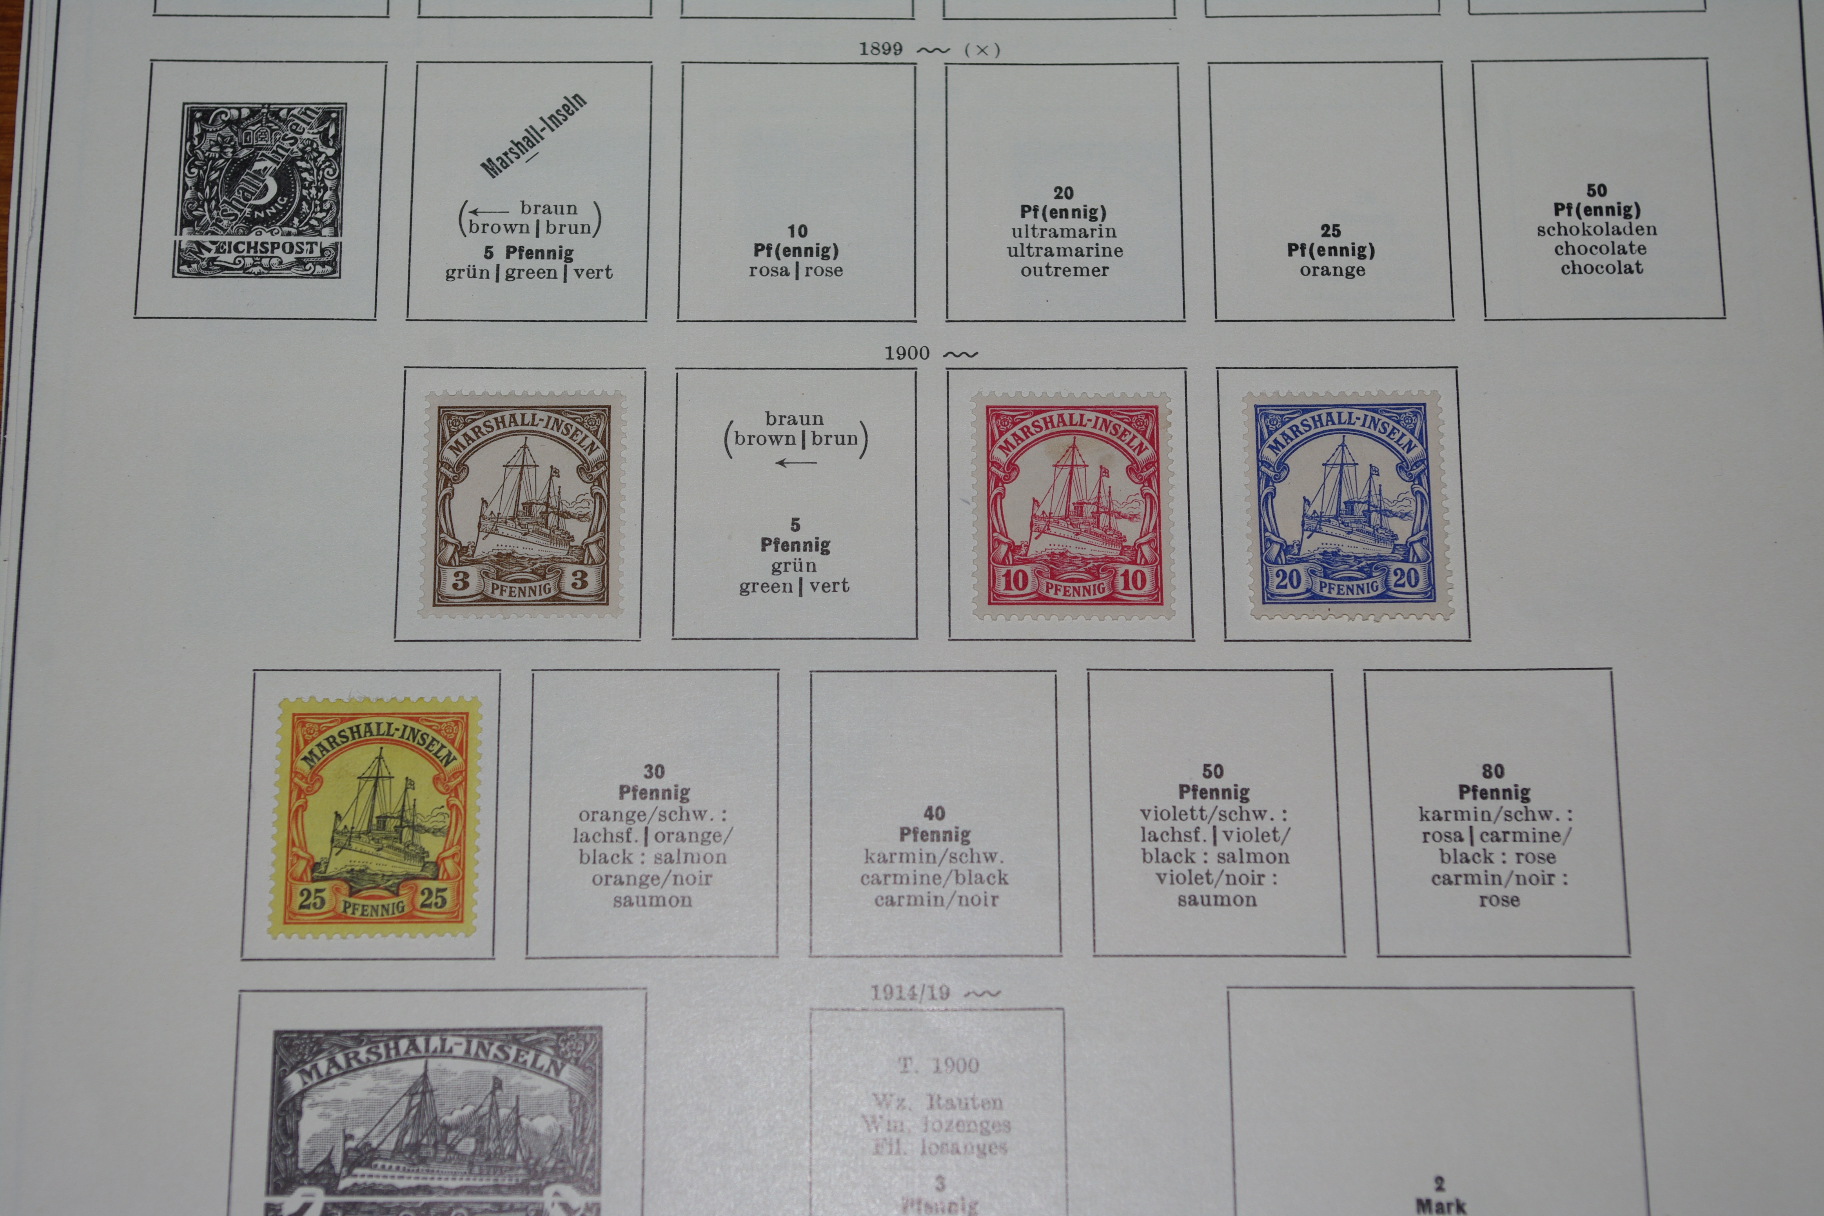 1899 (×)
Marshall-Inseln
PFENNIG
REICHSPOST
Marshall-Inseln
(← braun
brown | brun)
5 Pfennig
grün | green | vert
10
Pf(ennig)
rosa | rose
20
Pf(ennig)
ultramarin
ultramarine
outremer
25
Pf(ennig)
orange
50
Pf(ennig)
schokoladen
chocolate
chocolat
1900
MARSHALL-INSELN
3 PFENNIG 3
(braun
brown | brun)
←
5
Pfennig
grün
green | vert
MARSHALL-INSELN
10 PFENNIG 10
MARSHALL-INSELN
20 PFENNIG 20
MARSHALL-INSELN
25 PFENNIG 25
30
Pfennig
orange/schw. :
lachsf. | orange/
black : salmon
orange/noir
saumon
40
Pfennig
karmin/schw.
carmine/black
carmin/noir
50
Pfennig
violett/schw. :
lachsf. | violet/
black : salmon
violet/noir :
saumon
80
Pfennig
karmin/schw. :
rosa | carmine/
black : rose
carmin/noir :
rose
1914/19
MARSHALL-INSELN
T. 1900
Wz. Rauten
Wm. lozenges
Fil. losanges
3
Pfennig
2
Mark